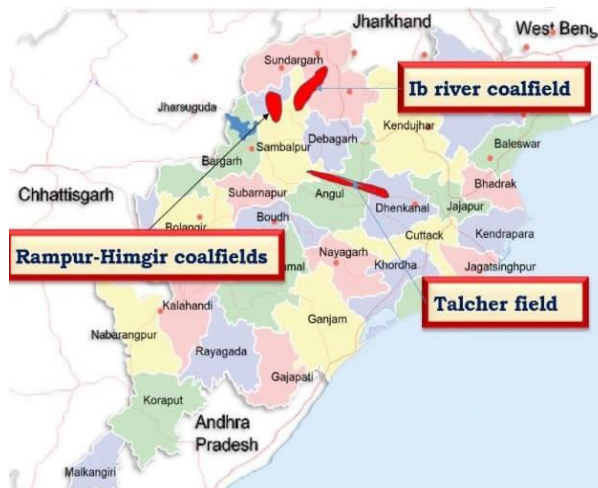 Jharkhand
West Beng
Sundargarh
Ib river coalfield
Jharsuguda
Kendujhar
Debagarh
Sambalpur
Baleswar
Bargarh
Chhattisgarh
Subarnapur
Angul
Bhadrak
Dhenkanal
Jajapur
Boudh
Bolangir
Cuttack
Kendrapara
Rampur-Himgir coalfields
mal
Nayagarh
Khordha
Jagatsinghpur
Talcher field
Kalahandi
Ganjam
Nabarangpur
Rayagada
Gajapati
Koraput
Andhra
Pradesh
Malkangiri